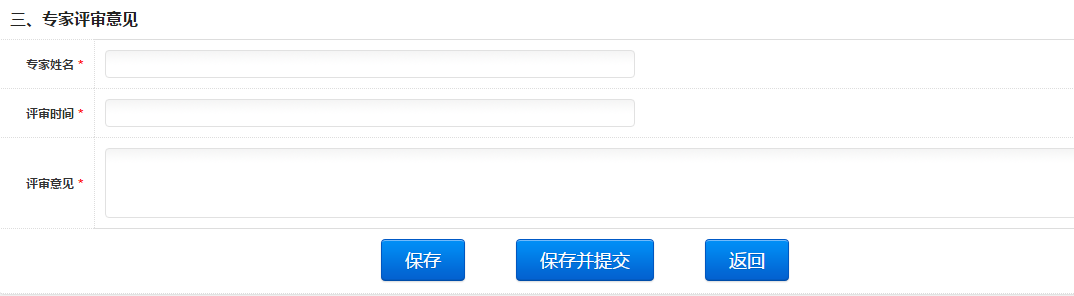 三、专家评审意见
专家姓名 *
评审时间 *
评审意见 *
保存 保存并提交 返回